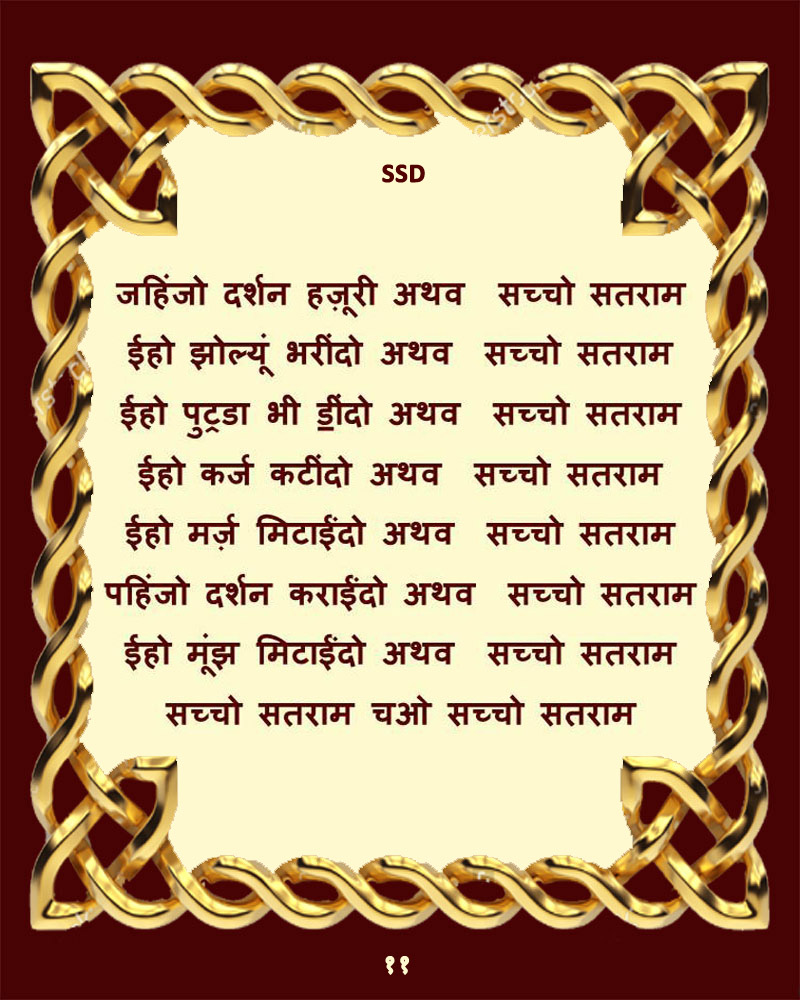 SSD
जहिंजो दर्शन हज़ूरी अथव सच्चो सतराम
ईहो झोल्यूं भरींदो अथव सच्चो सतराम
ईहो पुट्रडा भी ॾींदो अथव सच्चो सतराम
ईहो कर्ज कटींदो अथव सच्चो सतराम
ईहो मर्ज़ मिटाईंदो अथव सच्चो सतराम
पहिंजो दर्शन कराईंदो अथव सच्चो सतराम
ईहो मूंझ मिटाईंदो अथव सच्चो सतराम
सच्चो सतराम चओ सच्चो सतराम
११